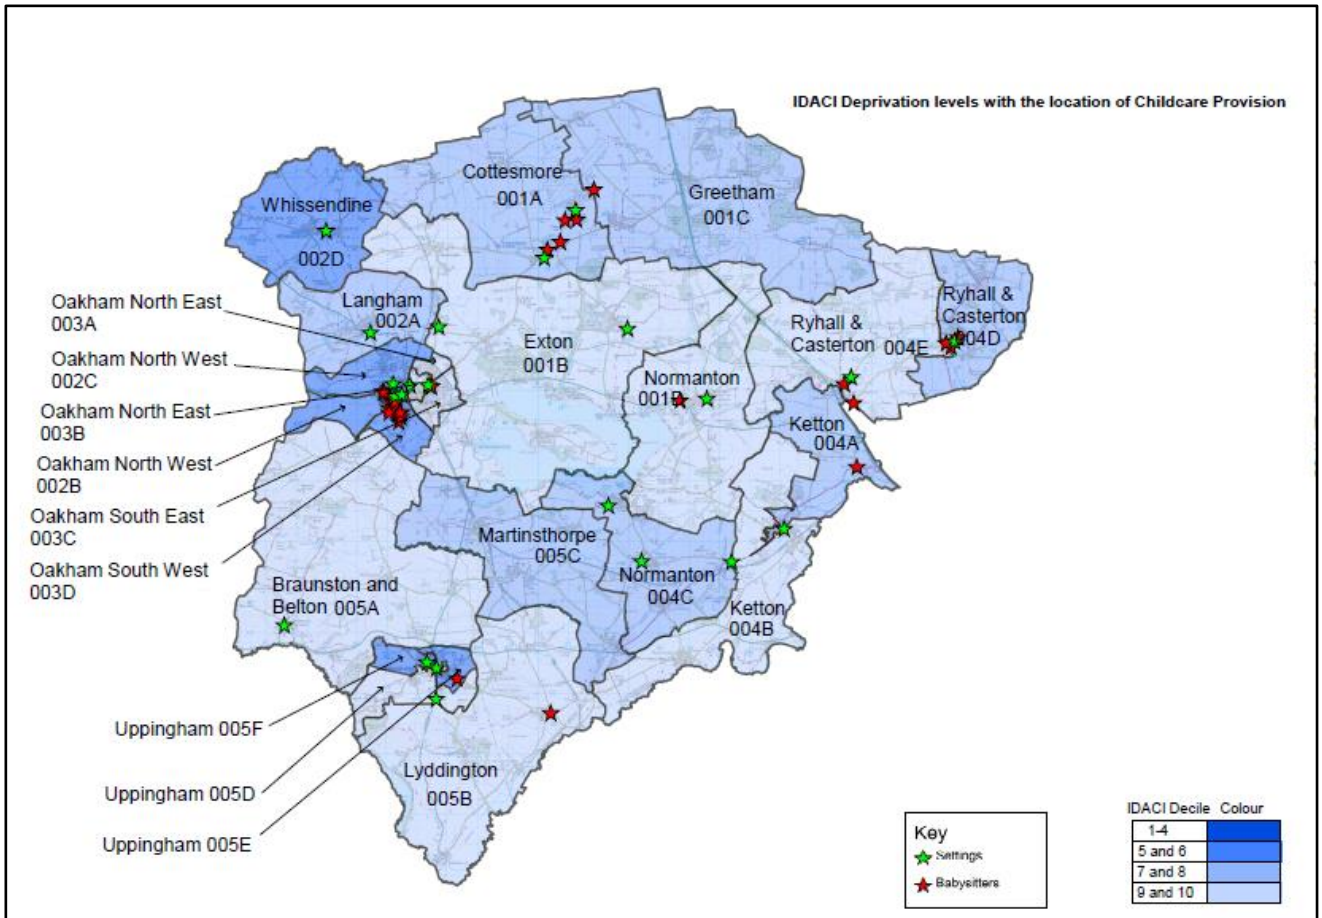 IDACI Deprivation levels with the location of Childcare Provision
Cottesmore
001A
Greetham
001C
Whissendine
002D
Oakham North East
003A
Langham
002A
Ryhall &
Casterton
004D
Ryhall &
Casterton 004E
Exton
001B
Oakham North West
002C
Normanton
Oakham North East
003B
Ketton
004A
Oakham North West
002B
Oakham South East
003C
Martinsthorpe
005C
Oakham South West
003D
Normanton
004C
Braunston and
Belton 005A
Ketton
004B
Uppingham 005F
Uppingham 005D
Uppingham 005E
Lyddington
005B
Key
Settings
Babysitters
IDACI Decile Colour
1-4
5 and 6
7 and 8
9 and 10